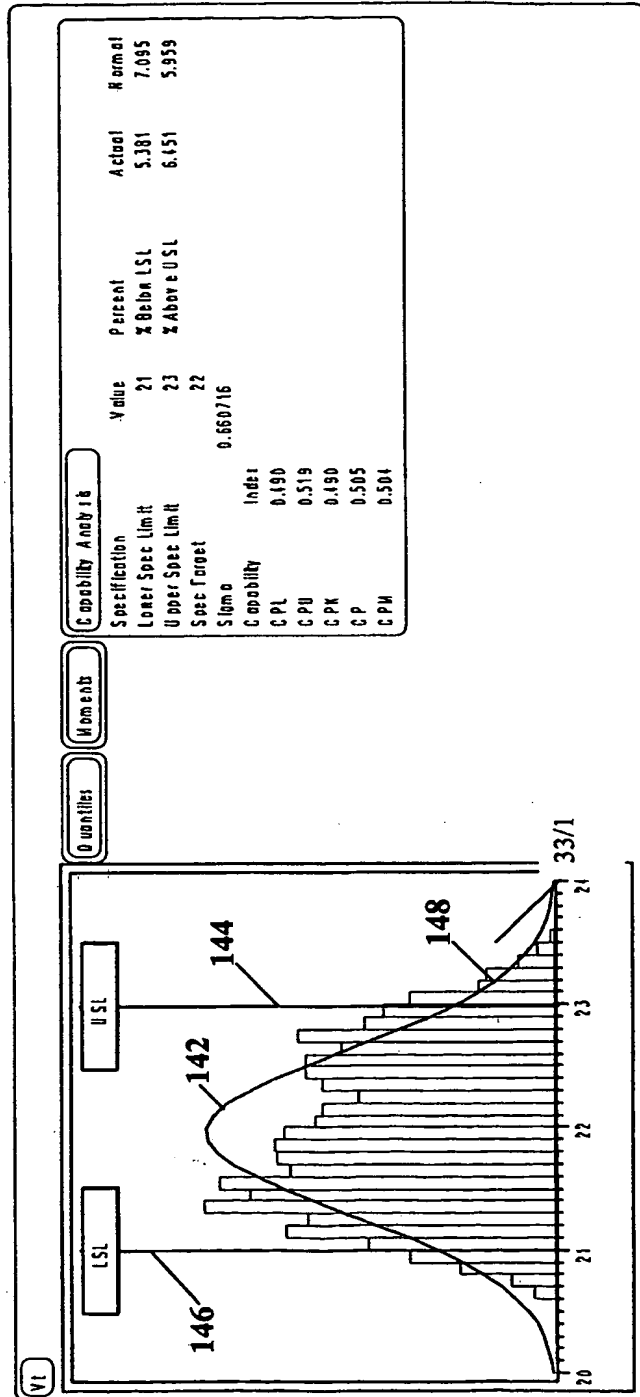 Vt
LSL
USL
146
142
144
148
20 21 22 23 24
33/1
Quantiles
Moments
Capability Analysis
Specification Value Percent Actual Normal
Lower Spec Limit 21 % Below LSL 5.381 7.095
Upper Spec Limit 23 % Above USL 6.451 5.959
Spec Target 22
Sigma 0.660716
Capability Index
CPL 0.490
CPU 0.519
CPK 0.490
CP 0.505
CPM 0.504